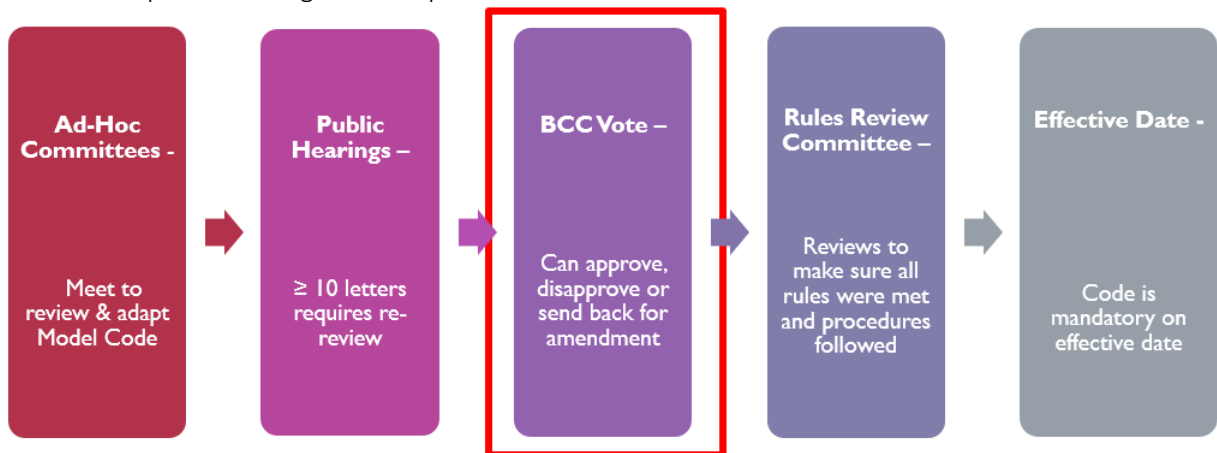 Ad-Hoc
Committees -
Meet to
review & adapt
Model Code
Public
Hearings –
≥ 10 letters
requires re-
review
BCC Vote –
Can approve,
disapprove or
send back for
amendment
Rules Review
Committee –
Reviews to
make sure all
rules were met
and procedures
followed
Effective Date -
Code is
mandatory on
effective date